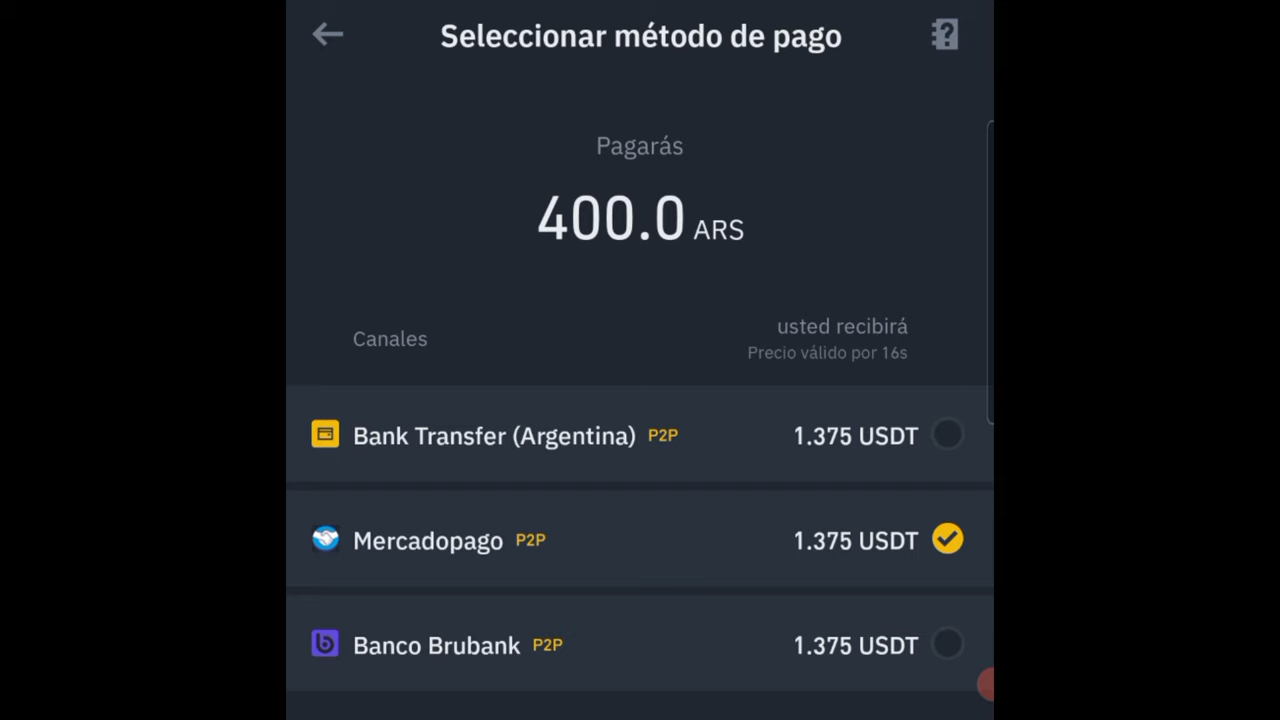 Seleccionar método de pago
Pagarás
400.0 ARS
Canales
usted recibirá
Precio válido por 16s
Bank Transfer (Argentina) P2P 1.375 USDT
Mercadopago P2P 1.375 USDT
Banco Brubank P2P 1.375 USDT